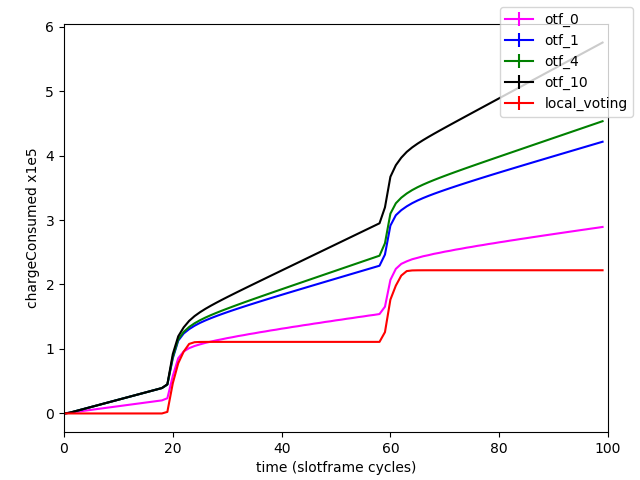 otf_0
otf_1
otf_4
otf_10
local_voting
chargeConsumed x1e5
6
5
4
3
2
1
0
0 20 40 60 80 100
time (slotframe cycles)